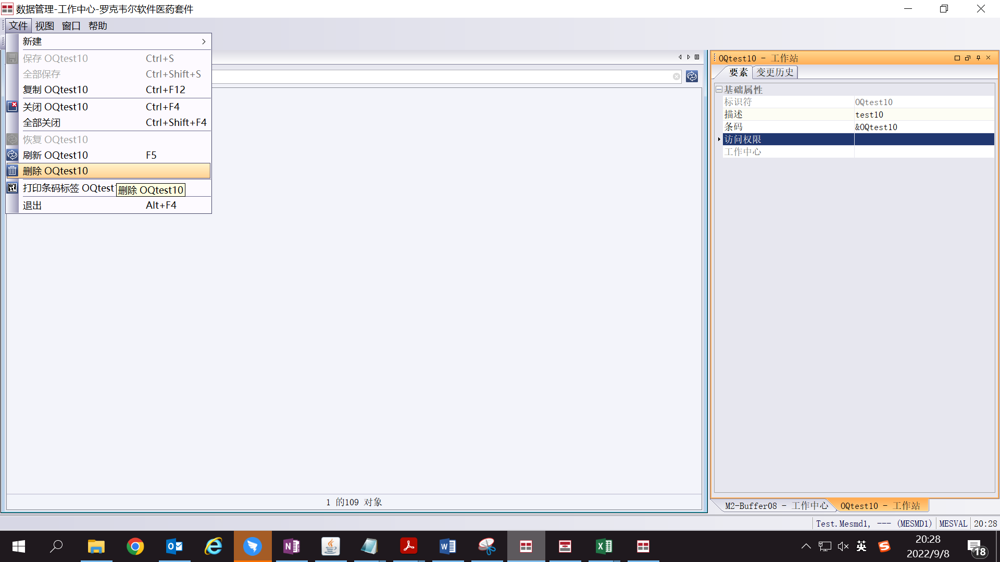 数据管理-工作中心-罗克韦尔软件医药套件
文件 视图 窗口 帮助
新建
保存 OQtest10 Ctrl+S
全部保存 Ctrl+Shift+S
复制 OQtest10 Ctrl+F12
关闭 OQtest10 Ctrl+F4
全部关闭 Ctrl+Shift+F4
恢复 OQtest10
刷新 OQtest10 F5
删除 OQtest10
打印条码标签 OQtest
删除 OQtest10
退出 Alt+F4
1 的109 对象
OQtest10 - 工作站
要素 变更历史
基础属性
标识符 OQtest10
描述 test10
条码 &OQtest10
访问权限
工作中心
M2-Buffer08 - 工作中心 OQtest10 - 工作站
Test.Mesmd1, --- (MESMD1) MESVAL 20:28
英
20:28
2022/9/8
18